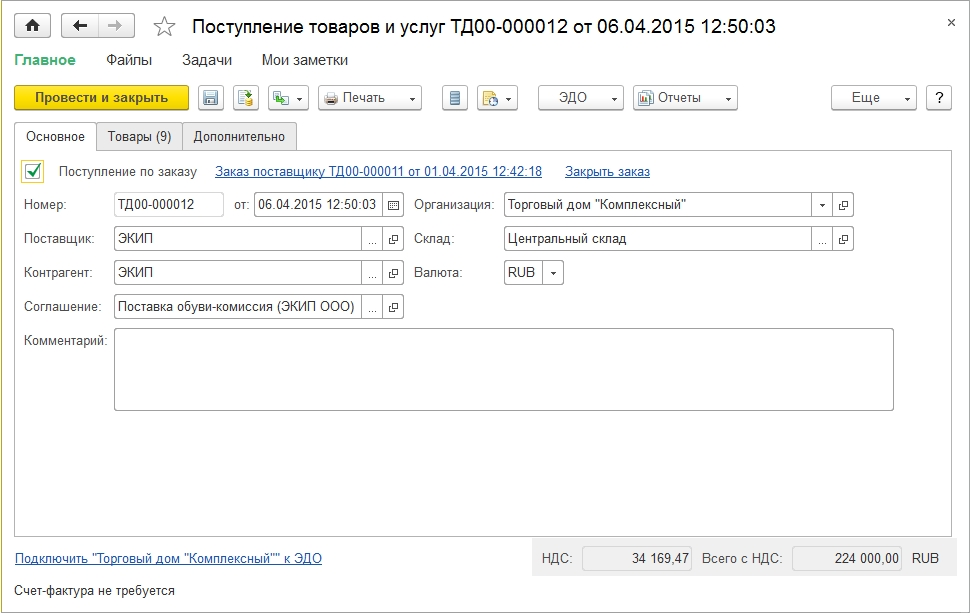 Поступление товаров и услуг ТД00-000012 от 06.04.2015 12:50:03
Главное Файлы Задачи Мои заметки
Провести и закрыть Печать ЭДО Отчеты Еще ?
Основное Товары (9) Дополнительно
Поступление по заказу Заказ поставщику ТД00-000011 от 01.04.2015 12:42:18 Закрыть заказ
Номер: ТД00-000012 от: 06.04.2015 12:50:03 Организация: Торговый дом "Комплексный"
Поставщик: ЭКИП ... Склад: Центральный склад ...
Контрагент: ЭКИП ... Валюта: RUB
Соглашение: Поставка обуви-комиссия (ЭКИП ООО) ...
Комментарий:
Подключить "Торговый дом "Комплексный"" к ЭДО НДС: 34 169,47 Всего с НДС: 224 000,00 RUB
Счет-фактура не требуется